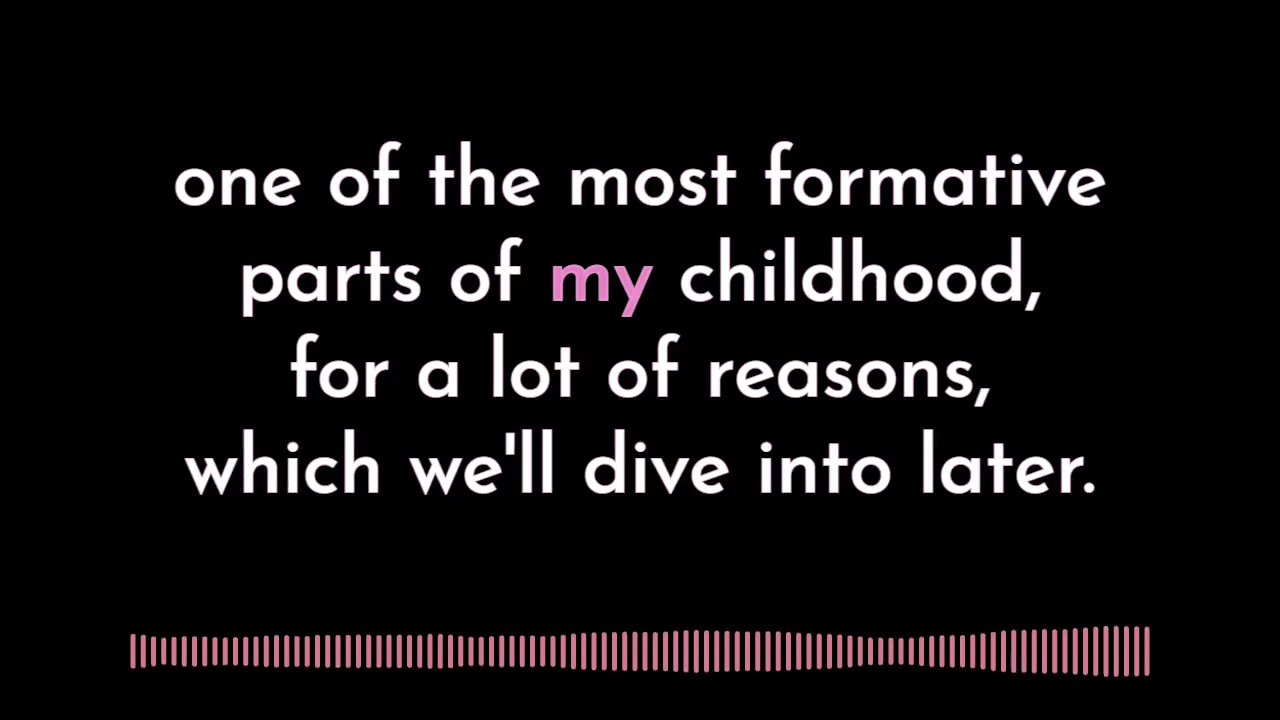 one of the most formative
parts of my childhood,
for a lot of reasons,
which we'll dive into later.